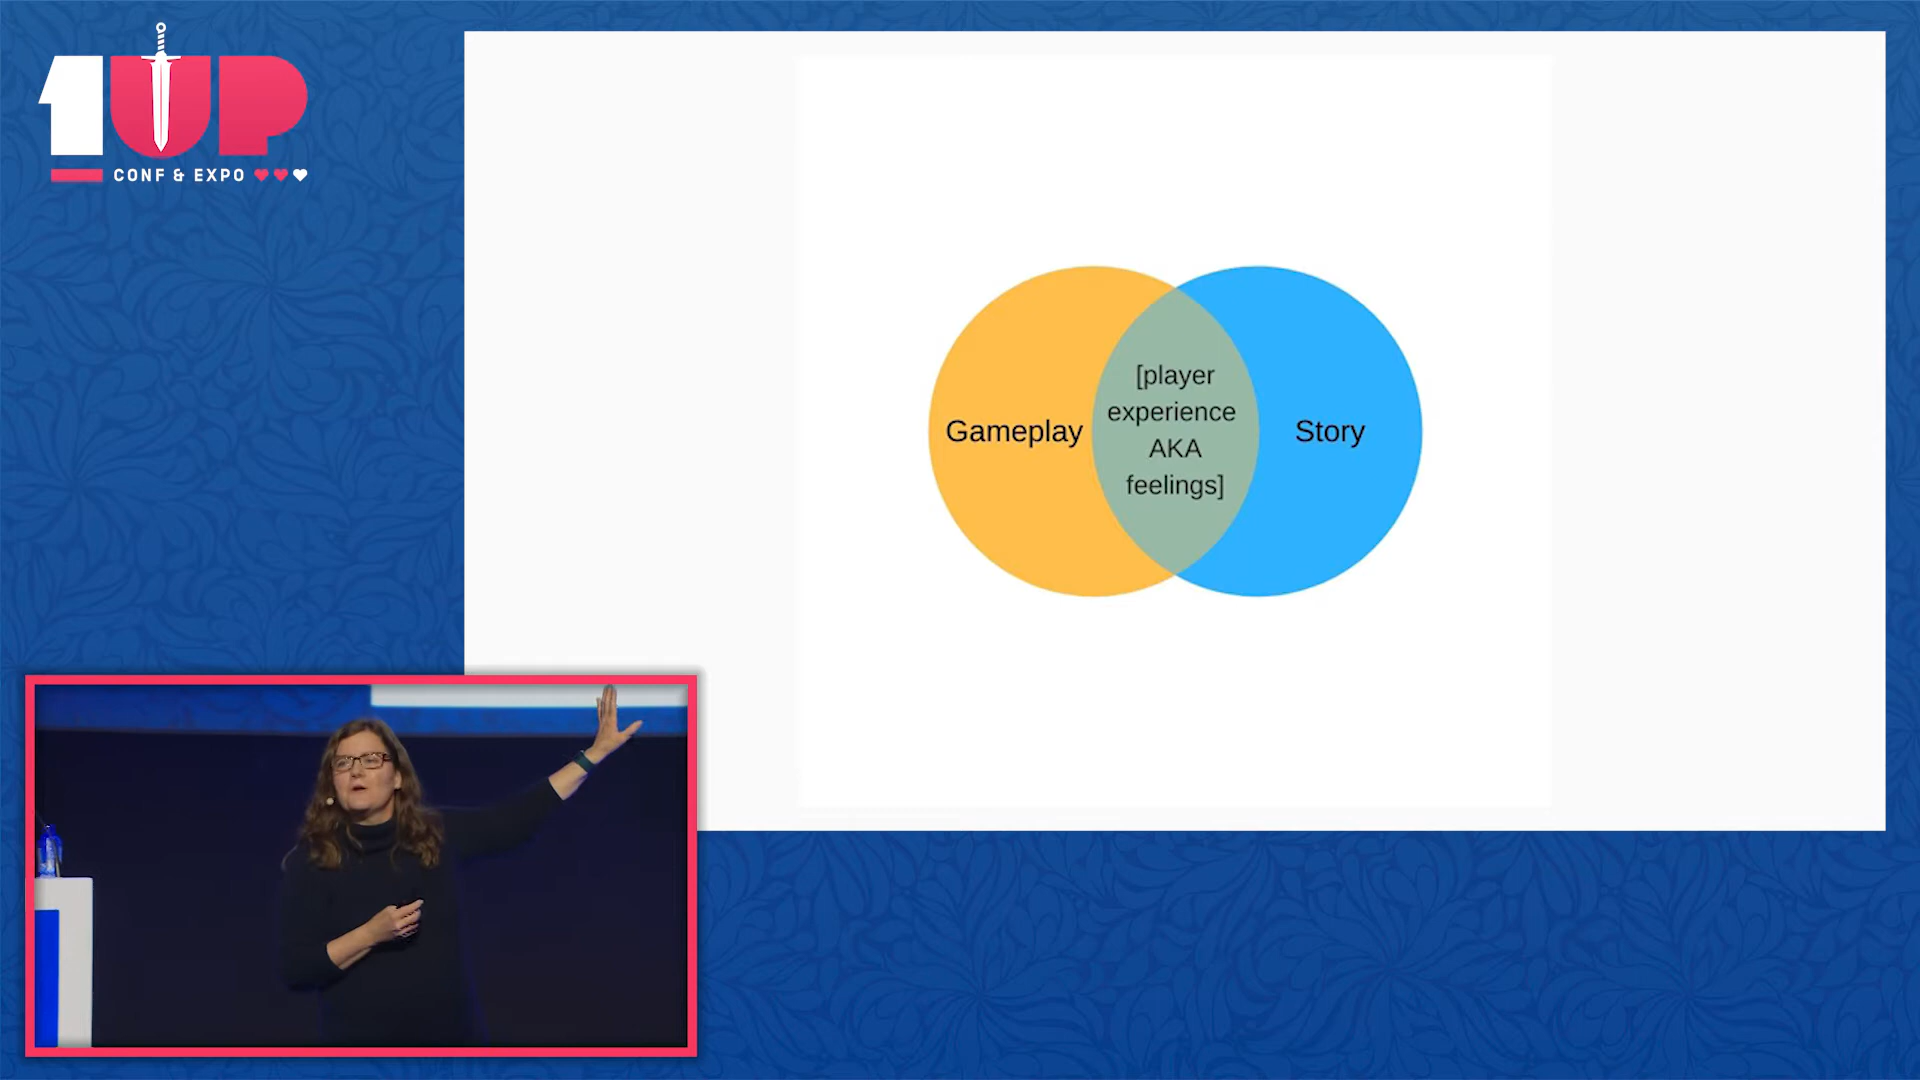 1UP
CONF & EXPO
Gameplay
[player
experience
AKA
feelings]
Story